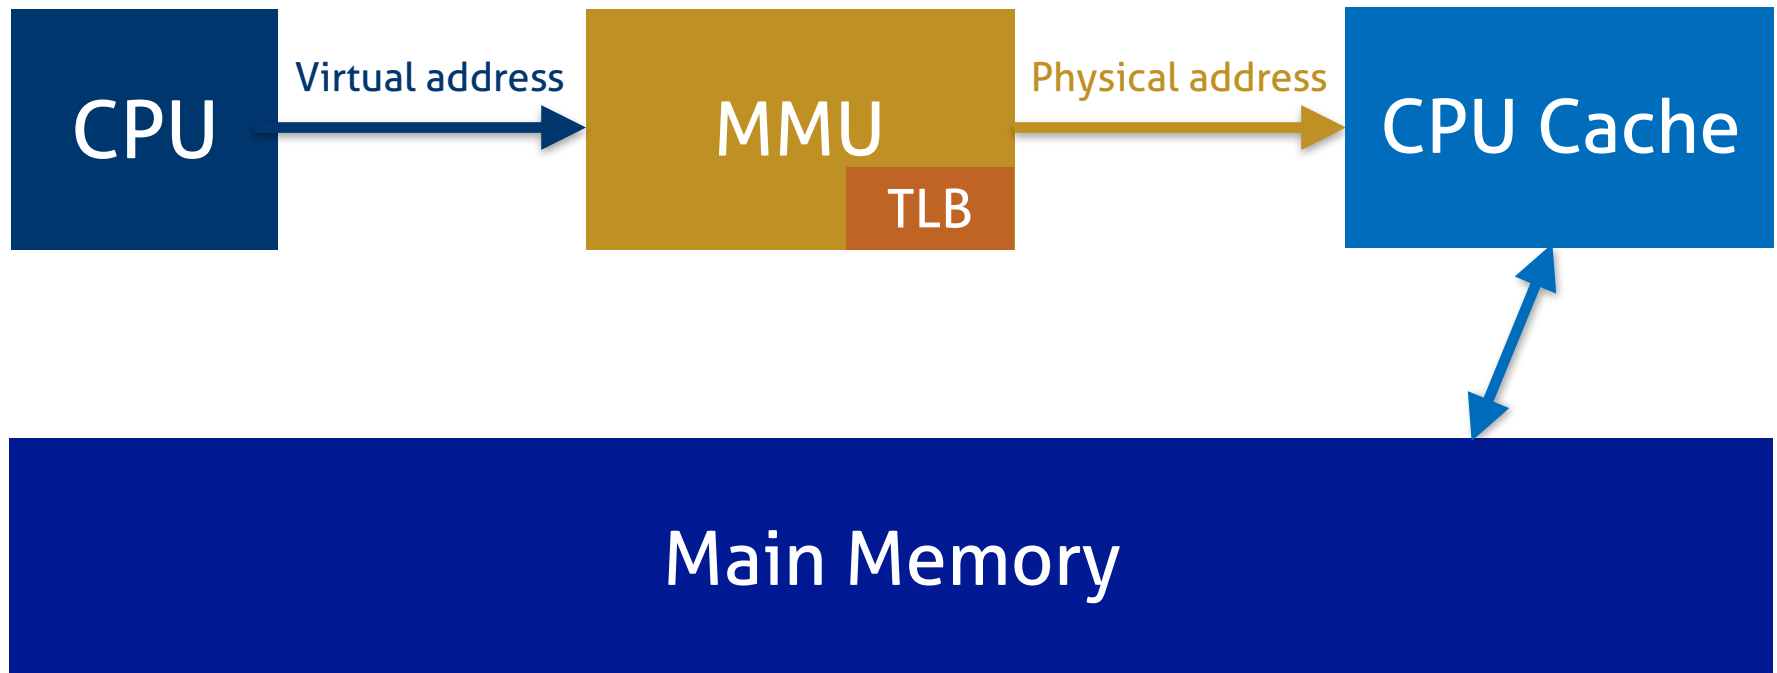 CPU
Virtual address
MMU
TLB
Physical address
CPU Cache
Main Memory